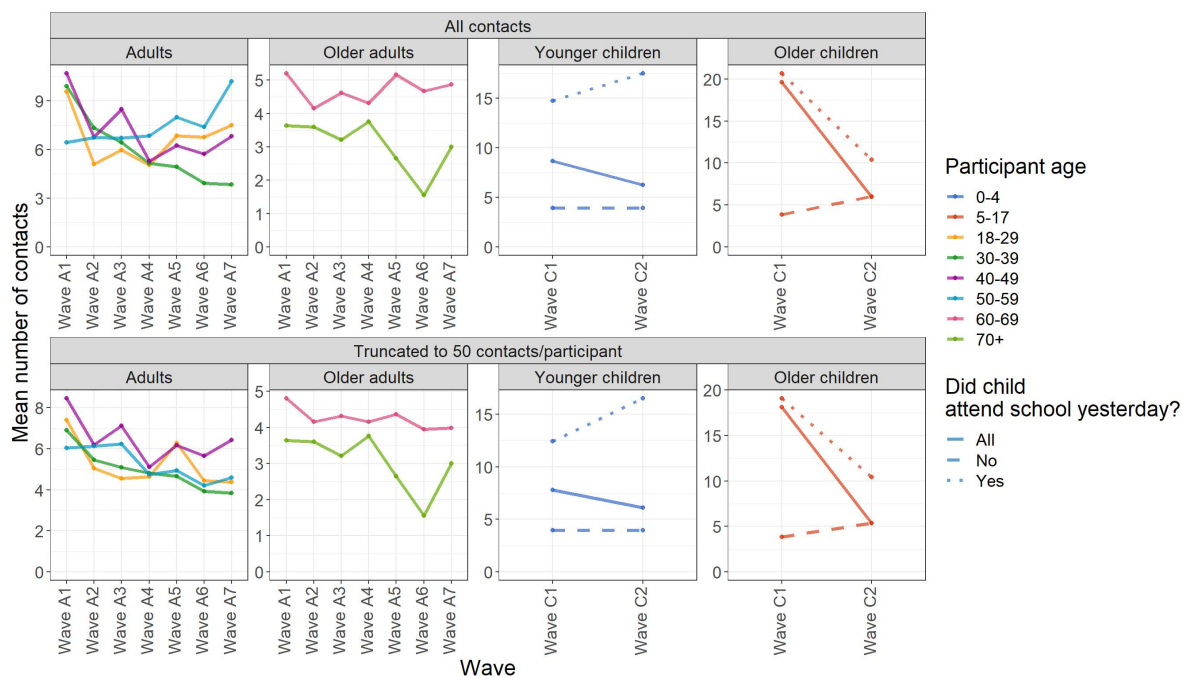 All contacts
Adults
Older adults
Younger children
Older children
9
6
3
0
5
4
3
2
1
0
15
10
5
0
20
15
10
5
0
Wave A1
Wave A2
Wave A3
Wave A4
Wave A5
Wave A6
Wave A7
Wave A1
Wave A2
Wave A3
Wave A4
Wave A5
Wave A6
Wave A7
Wave C1
Wave C2
Wave C1
Wave C2
Mean number of contacts
Truncated to 50 contacts/participant
Adults
Older adults
Younger children
Older children
8
6
4
2
0
5
4
3
2
1
0
15
10
5
0
20
15
10
5
0
Wave A1
Wave A2
Wave A3
Wave A4
Wave A5
Wave A6
Wave A7
Wave A1
Wave A2
Wave A3
Wave A4
Wave A5
Wave A6
Wave A7
Wave C1
Wave C2
Wave C1
Wave C2
Wave
Participant age
0-4
5-17
18-29
30-39
40-49
50-59
60-69
70+
Did child
attend school yesterday?
All
No
Yes